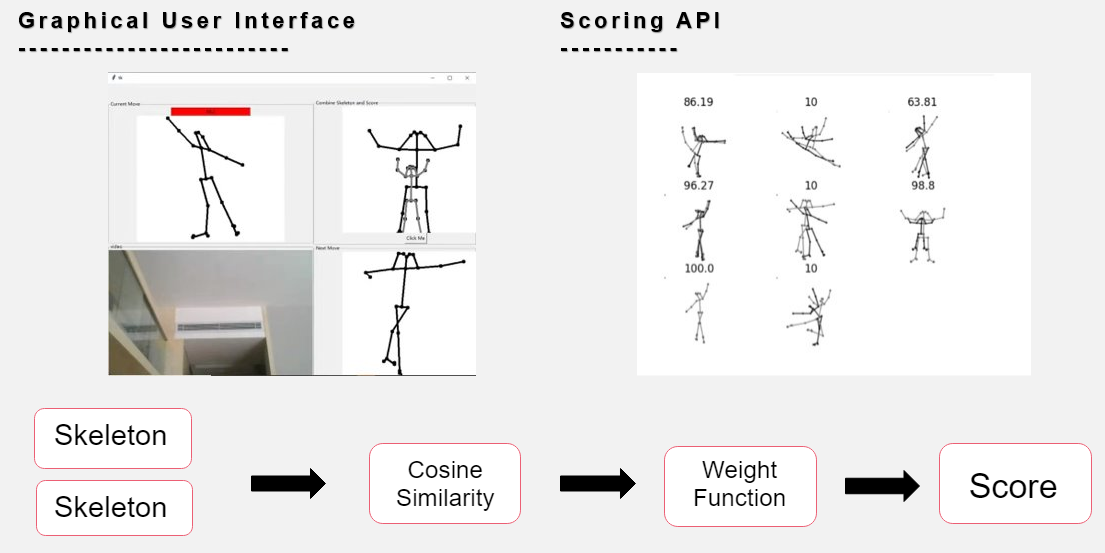 Graphical User Interface
------------------------
Scoring API
-----------
tk
Current Move
Combine Skeleton and Score
Click Me
video
Next Move
86.19
10
63.81
96.27
10
98.8
100.0
10
Skeleton
Skeleton
Cosine
Similarity
Weight
Function
Score